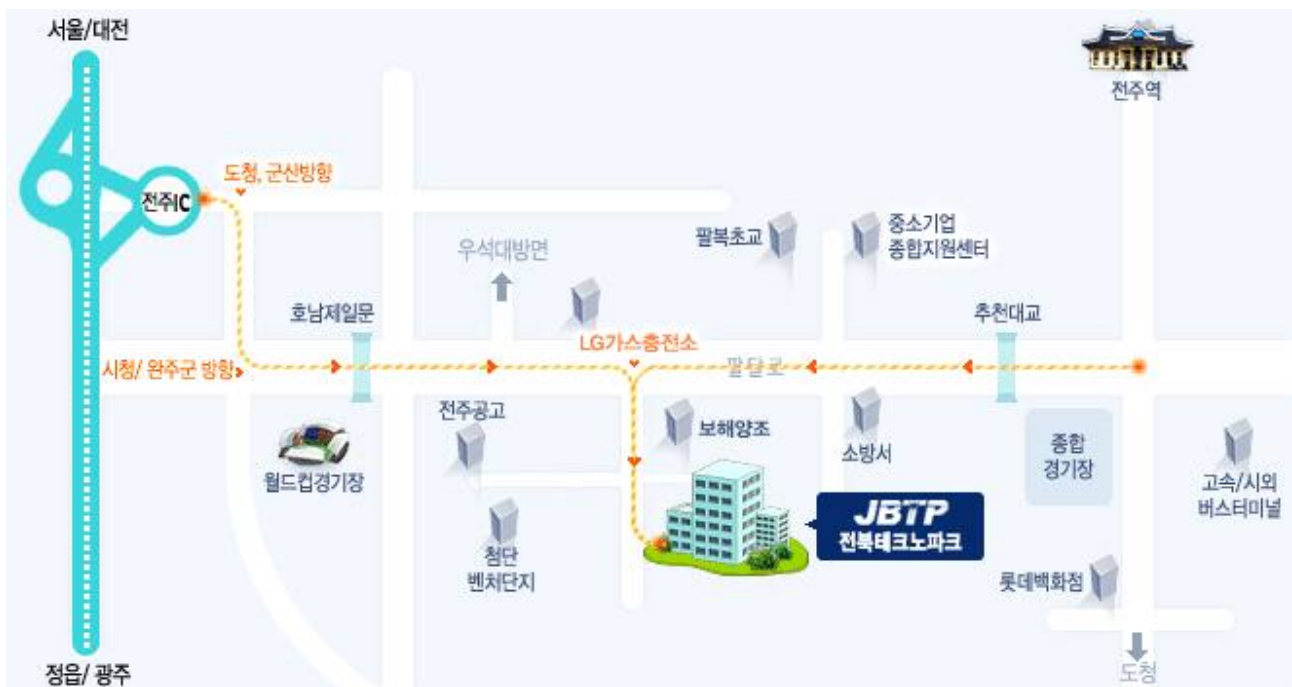 서울/대전
전주역
도청, 군산방향
전주IC
팔복초교
중소기업
종합지원센터
우석대방면
호남제일문
추천대교
LG가스충전소
시청/ 완주군 방향
팔달로
전주공고
보해양조
소방서
종합
경기장
월드컵경기장
고속/시외
버스터미널
JBTP
전북테크노파크
첨단
벤처단지
롯데백화점
정읍/ 광주
도청